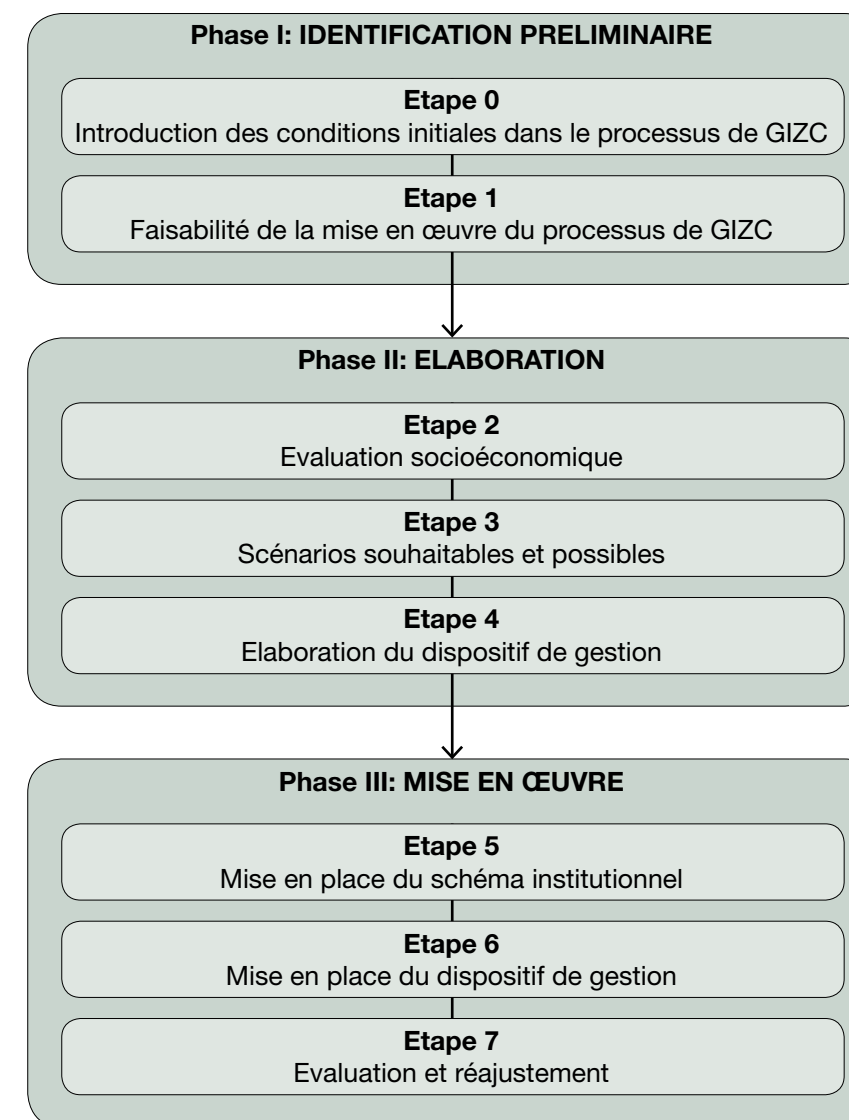 Phase I: IDENTIFICATION PRELIMINAIRE
Etape 0
Introduction des conditions initiales dans le processus de GIZC
Etape 1
Faisabilité de la mise en œuvre du processus de GIZC
Phase II: ELABORATION
Etape 2
Evaluation socioéconomique
Etape 3
Scénarios souhaitables et possibles
Etape 4
Elaboration du dispositif de gestion
Phase III: MISE EN ŒUVRE
Etape 5
Mise en place du schéma institutionnel
Etape 6
Mise en place du dispositif de gestion
Etape 7
Evaluation et réajustement